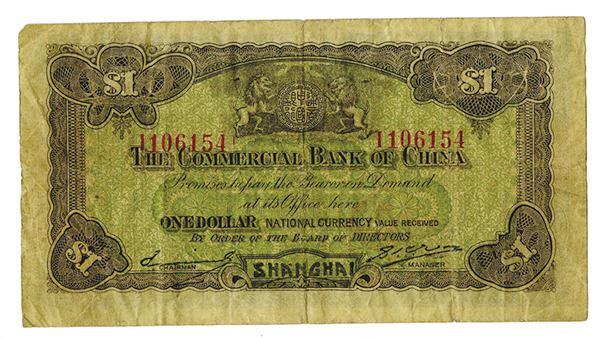 $1 $1
1106154 1106154
THE COMMERCIAL BANK OF CHINA
Promises to pay the Bearer on Demand
at its Office here
ONE DOLLAR NATIONAL CURRENCY VALUE RECEIVED
BY ORDER OF THE BOARD OF DIRECTORS
CHAIRMAN MANAGER
SHANGHAI
$1 $1